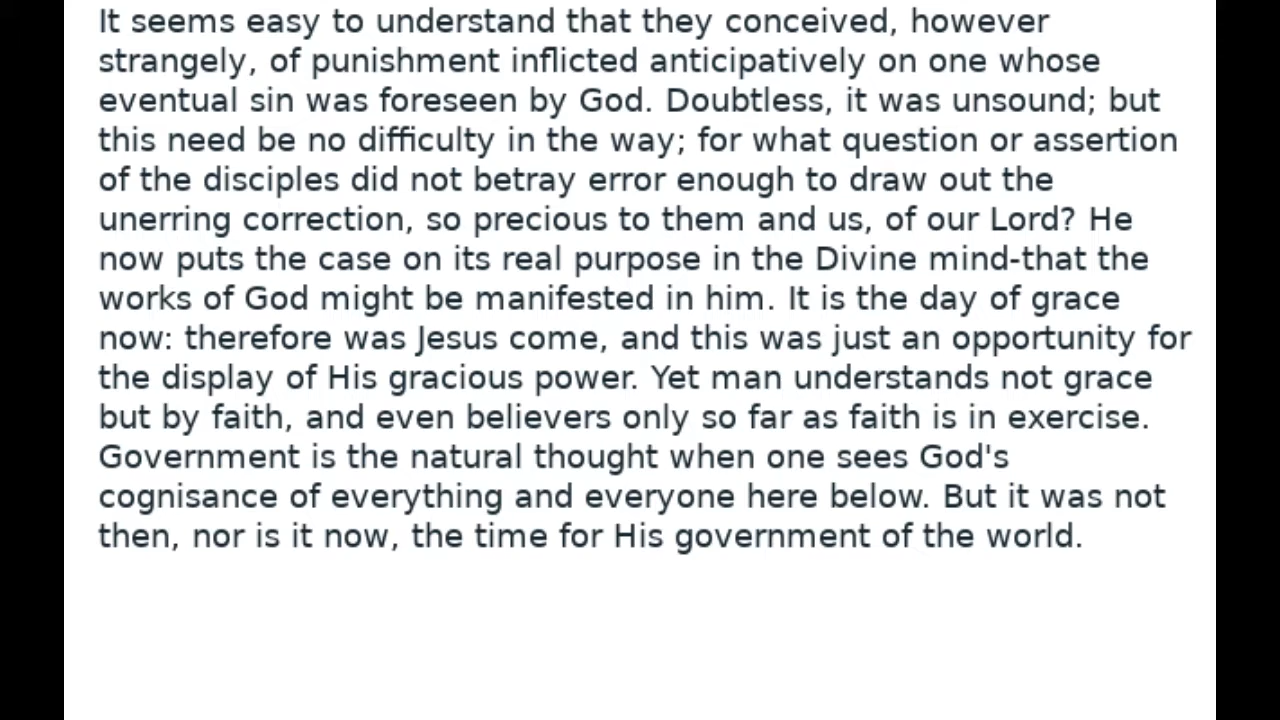 It seems easy to understand that they conceived, however
strangely, of punishment inflicted anticipatively on one whose
eventual sin was foreseen by God. Doubtless, it was unsound; but
this need be no difficulty in the way; for what question or assertion
of the disciples did not betray error enough to draw out the
unerring correction, so precious to them and us, of our Lord? He
now puts the case on its real purpose in the Divine mind-that the
works of God might be manifested in him. It is the day of grace
now: therefore was Jesus come, and this was just an opportunity for
the display of His gracious power. Yet man understands not grace
but by faith, and even believers only so far as faith is in exercise.
Government is the natural thought when one sees God's
cognisance of everything and everyone here below. But it was not
then, nor is it now, the time for His government of the world.